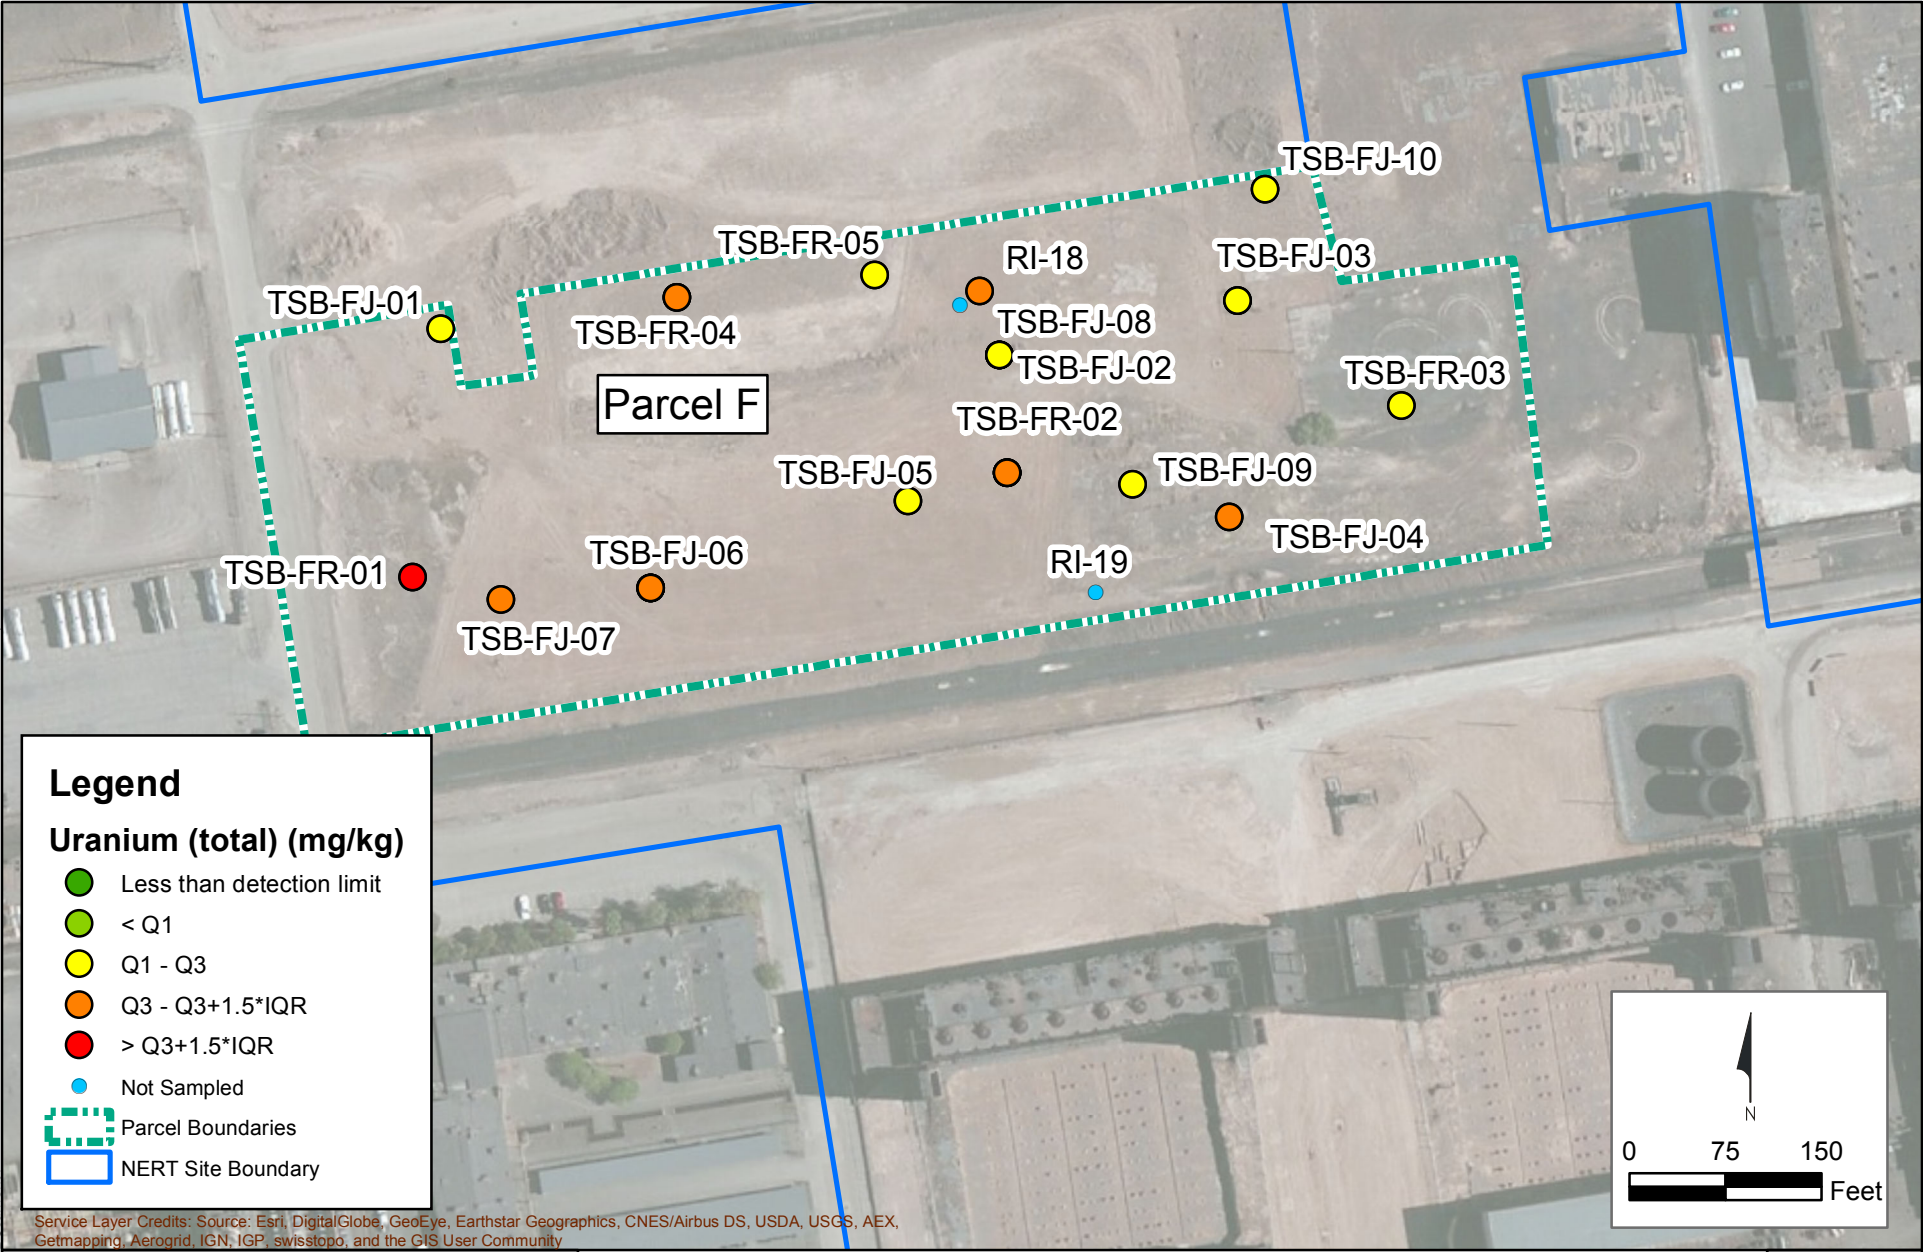 TSB-FJ-10
TSB-FR-05
RI-18
TSB-FJ-03
TSB-FJ-01
TSB-FR-04
TSB-FJ-08
TSB-FJ-02
TSB-FR-03
Parcel F
TSB-FR-02
TSB-FJ-05
TSB-FJ-09
TSB-FJ-04
TSB-FJ-06
RI-19
TSB-FR-01
TSB-FJ-07
Legend
Uranium (total) (mg/kg)
Less than detection limit
< Q1
Q1 - Q3
Q3 - Q3+1.5*IQR
> Q3+1.5*IQR
Not Sampled
Parcel Boundaries
NERT Site Boundary
N
0 75 150
Feet
Service Layer Credits: Source: Esri, DigitalGlobe, GeoEye, Earthstar Geographics, CNES/Airbus DS, USDA, USGS, AEX,
Getmapping, Aerogrid, IGN, IGP, swisstopo, and the GIS User Community